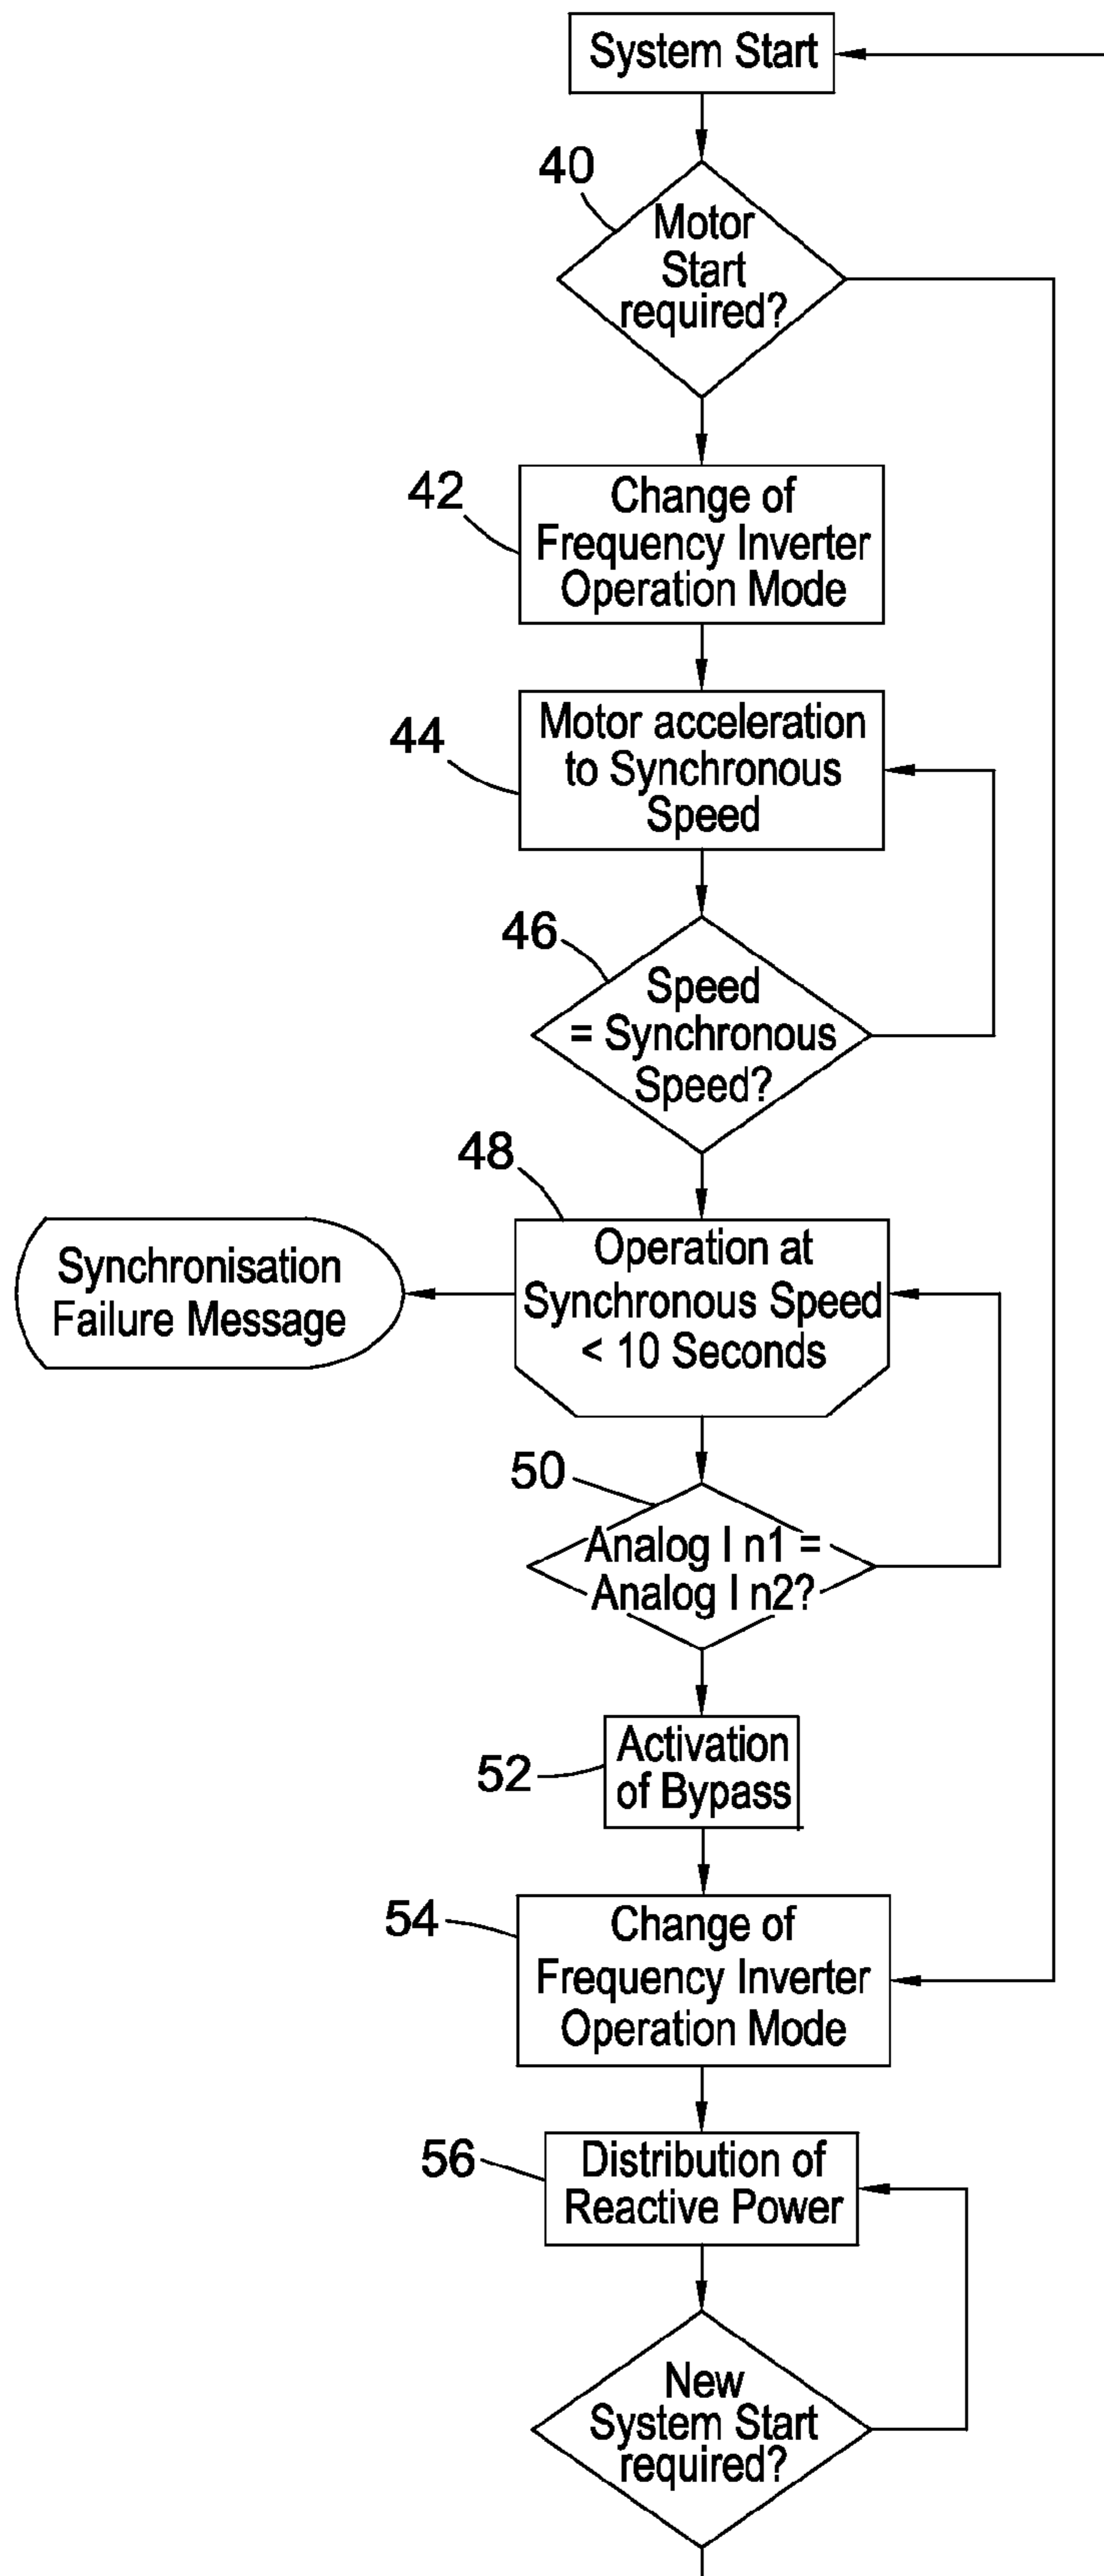 System Start
40
Motor
Start
required?
42
Change of
Frequency Inverter
Operation Mode
44
Motor acceleration
to Synchronous
Speed
46
Speed
= Synchronous
Speed?
48
Operation at
Synchronous Speed
< 10 Seconds
Synchronisation
Failure Message
50
Analog I n1 =
Analog I n2?
52
Activation
of Bypass
54
Change of
Frequency Inverter
Operation Mode
56
Distribution of
Reactive Power
New
System Start
required?